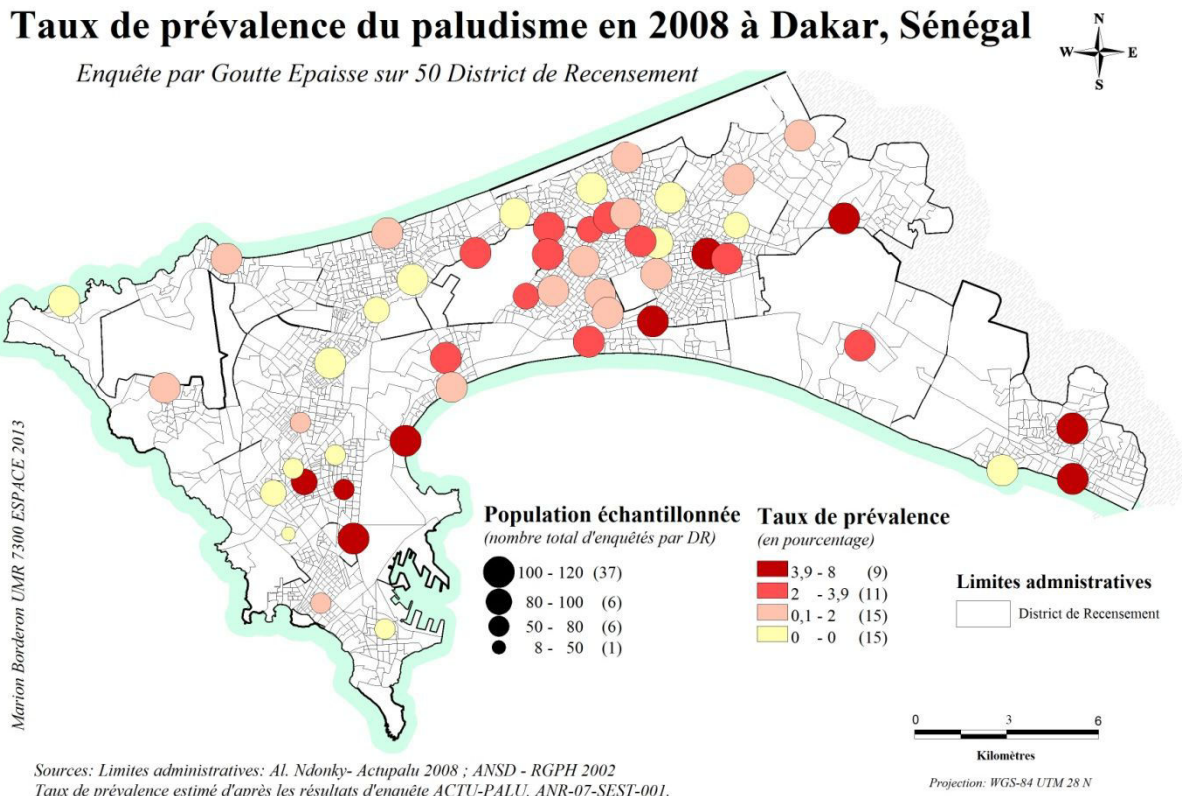 Taux de prévalence du paludisme en 2008 à Dakar, Sénégal
Enquête par Goutte Epaisse sur 50 District de Recensement
N
W E
S
Marion Borderon UMR 7300 ESPACE 2013
Population échantillonnée
(nombre total d'enquêtés par DR)
100 - 120 (37)
80 - 100 (6)
50 - 80 (6)
8 - 50 (1)
Taux de prévalence
(en pourcentage)
3,9 - 8 (9)
2 - 3,9 (11)
0,1 - 2 (15)
0 - 0 (15)
Limites admnistratives
District de Recensement
0 3 6
Kilomètres
Projection: WGS-84 UTM 28 N
Sources: Limites administratives: Al. Ndonky- Actupalu 2008 ; ANSD - RGPH 2002
Taux de prévalence estimé d'après les résultats d'enquête ACTU-PALU, ANR-07-SEST-001.